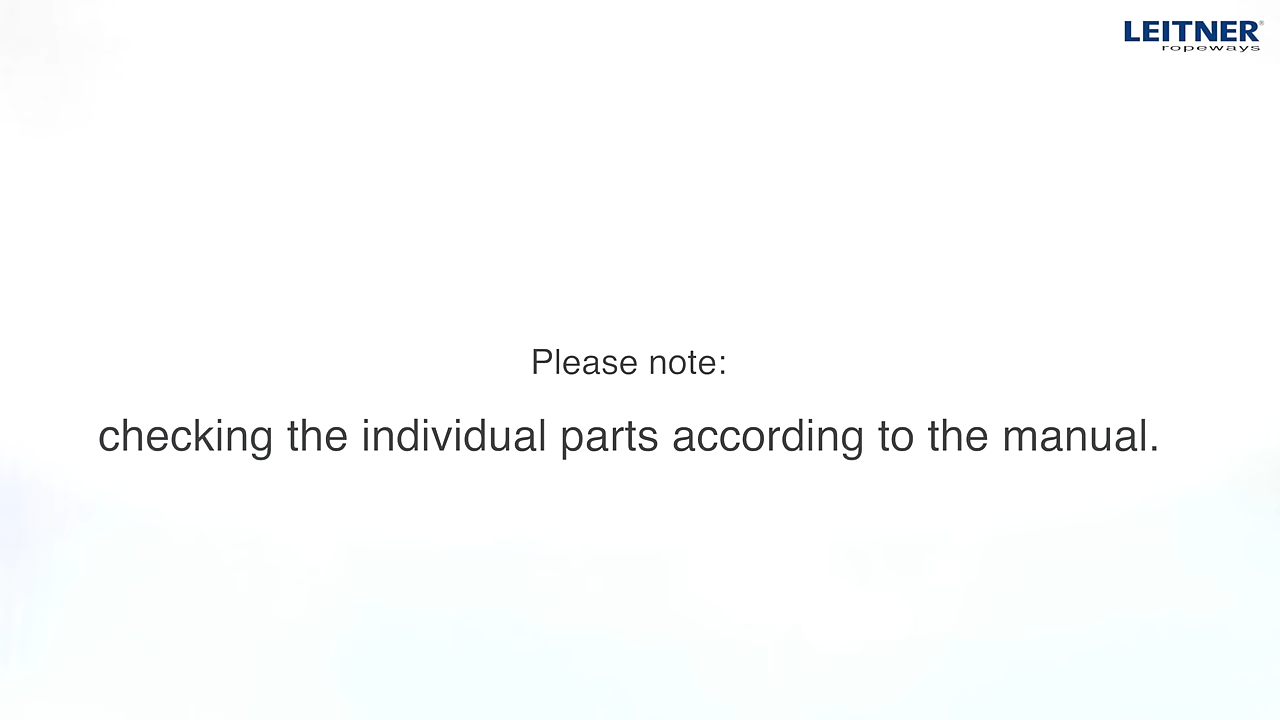 LEITNER®
ropeways
Please note:
checking the individual parts according to the manual.